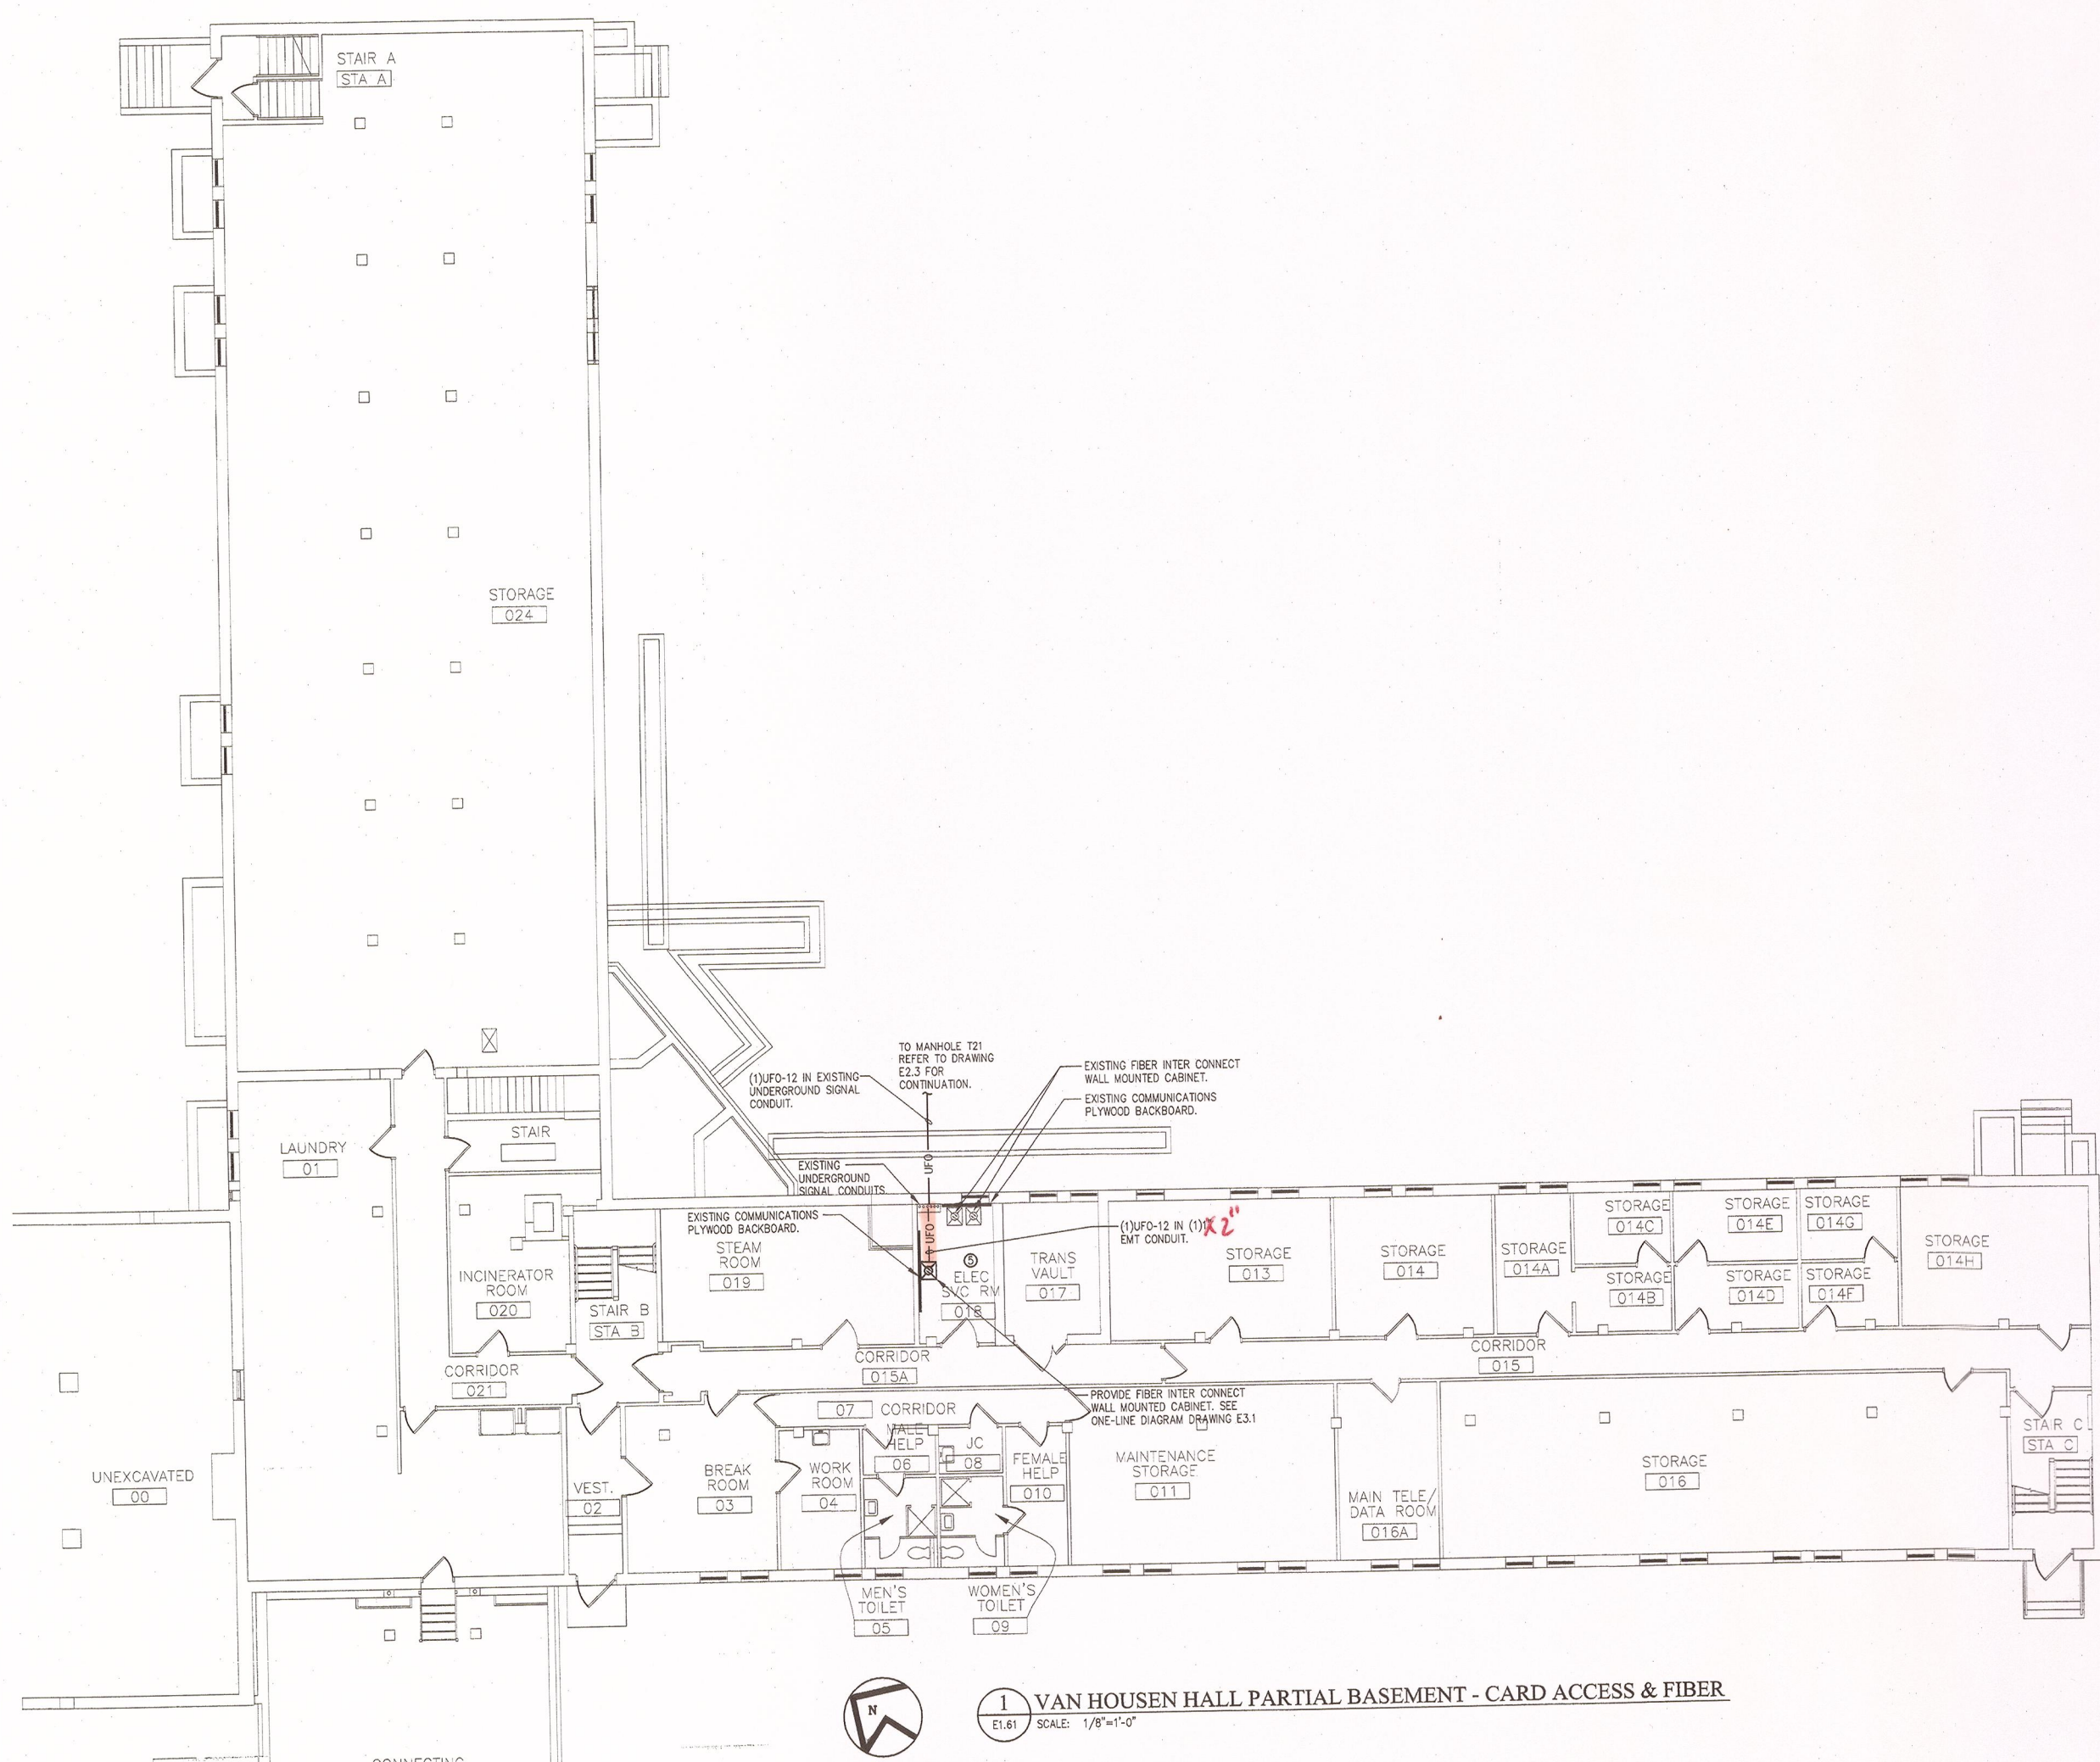 STAIR A
STA A
STORAGE
024
TO MANHOLE T21
REFER TO DRAWING
E2.3 FOR
CONTINUATION.
(1)UFO-12 IN EXISTING
UNDERGROUND SIGNAL
CONDUIT.
EXISTING FIBER INTER CONNECT
WALL MOUNTED CABINET.
EXISTING COMMUNICATIONS
PLYWOOD BACKBOARD.
LAUNDRY
01
STAIR
UFO
EXISTING
UNDERGROUND
SIGNAL CONDUITS.
EXISTING COMMUNICATIONS
PLYWOOD BACKBOARD.
UFO
(1)UFO-12 IN (1)
2"
EMT CONDUIT.
STEAM
ROOM
019
5
ELEC
SVC RM
018
TRANS
VAULT
017
STORAGE
013
STORAGE
014
STORAGE
014A
STORAGE
014C
STORAGE
014B
STORAGE
014E
STORAGE
014D
STORAGE
014G
STORAGE
014F
STORAGE
014H
INCINERATOR
ROOM
020
STAIR B
STA B
CORRIDOR
021
CORRIDOR
015A
CORRIDOR
015
PROVIDE FIBER INTER CONNECT
WALL MOUNTED CABINET. SEE
ONE-LINE DIAGRAM DRAWING E3.1
07 CORRIDOR
UNEXCAVATED
00
VEST.
02
BREAK
ROOM
03
WORK
ROOM
04
MALE
HELP
06
JC
08
FEMALE
HELP
010
MAINTENANCE
STORAGE
011
MAIN TELE/
DATA ROOM
016A
STORAGE
016
STAIR C
STA C
MEN'S
TOILET
05
WOMEN'S
TOILET
09
N
1
E1.61
VAN HOUSEN HALL PARTIAL BASEMENT - CARD ACCESS & FIBER
SCALE: 1/8"=1'-0"